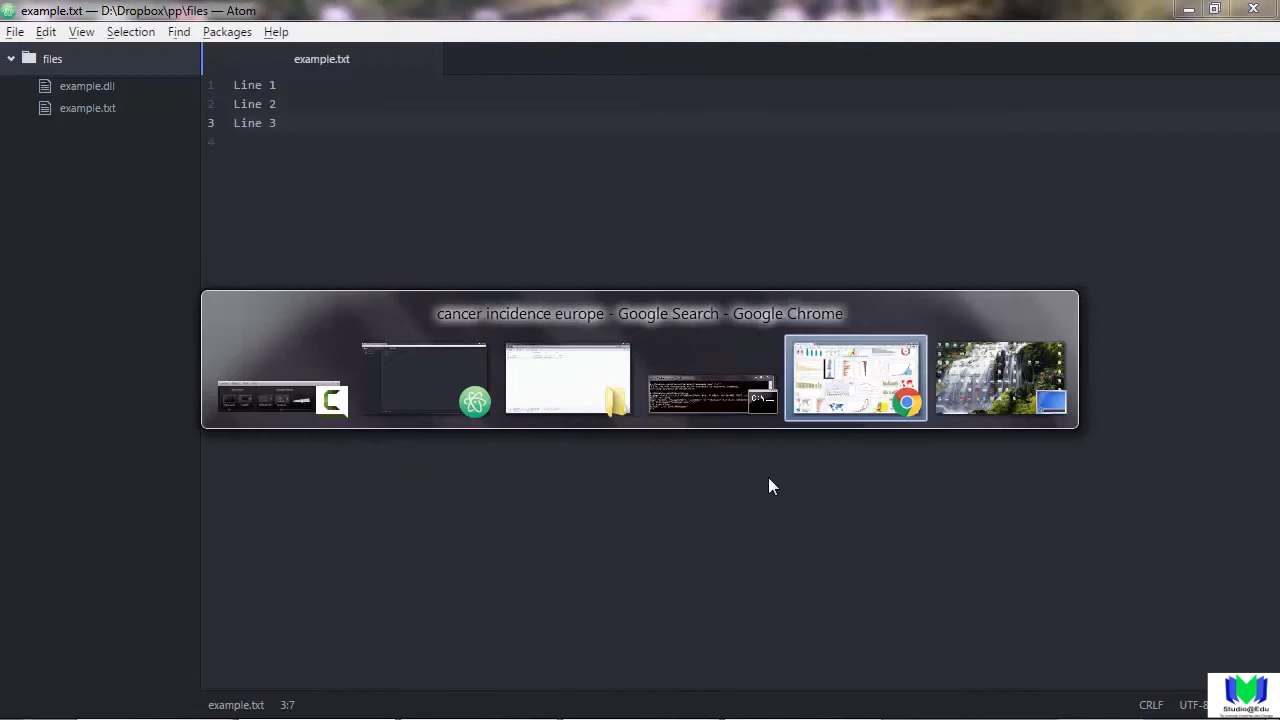 example.txt — D:\Dropbox\pp\files — Atom
File Edit View Selection Find Packages Help
files
example.txt
example.dll
example.txt
1 Line 1
2 Line 2
3 Line 3
4
cancer incidence europe - Google Search - Google Chrome
C:\
example.txt 3:7
CRLF UTF-8
Studio@Edu